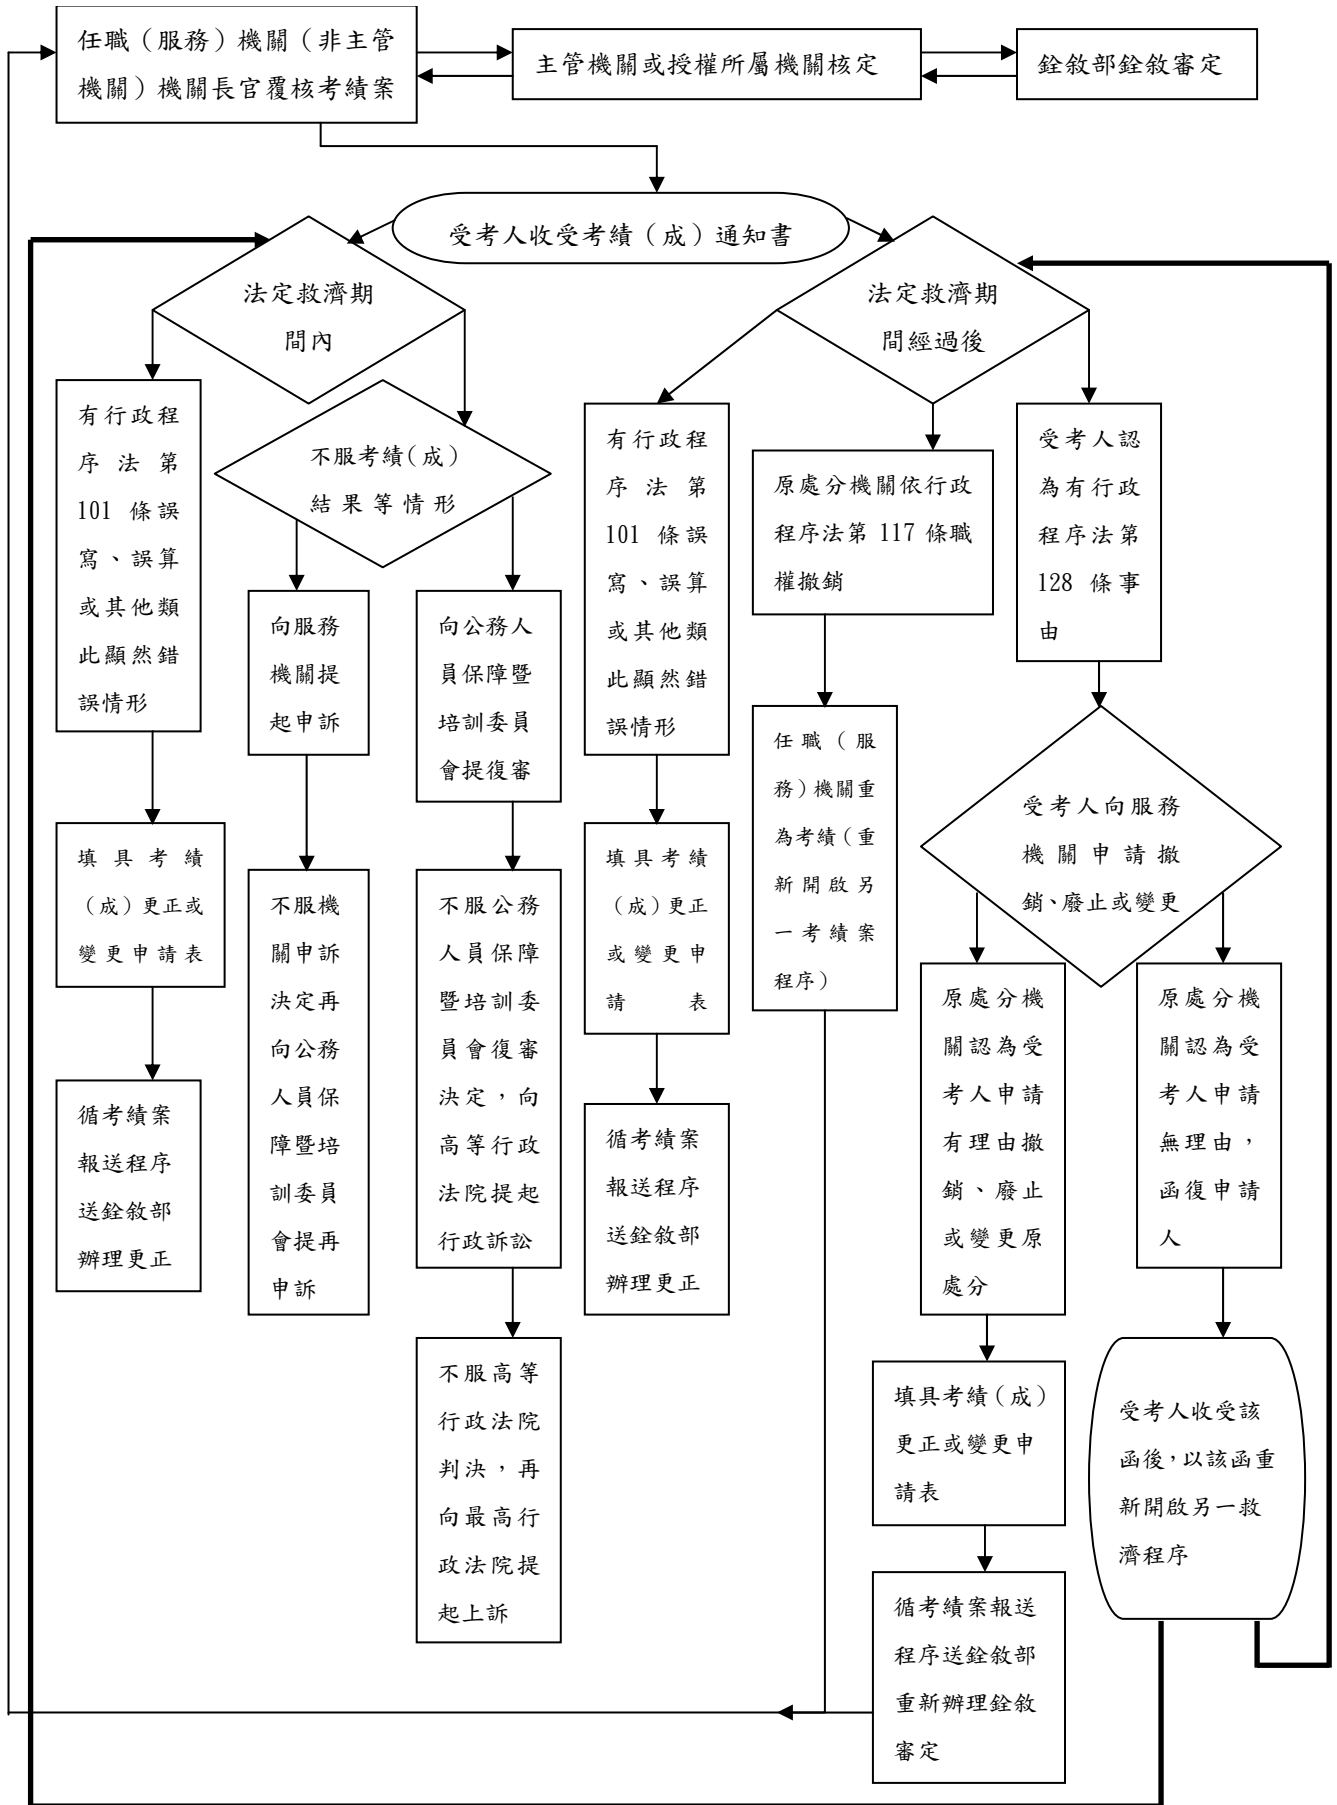 任職（服務）機關（非主管
機關）機關長官覆核考績案
主管機關或授權所屬機關核定
銓敘部銓敘審定
受考人收受考績（成）通知書
法定救濟期
間內
法定救濟期
間經過後
有行政程
序法第
101 條誤
寫、誤算
或其他類
此顯然錯
誤情形
不服考績（成）
結果等情形
有行政程
序法第
101 條誤
寫、誤算
或其他類
此顯然錯
誤情形
原處分機關依行政
程序法第 117 條職
權撤銷
受考人認
為有行政
程序法第
128 條事
由
向服務
機關提
起申訴
向公務人
員保障暨
培訓委員
會提復審
任職（服
務）機關重
為考績（重
新開啟另
一考績案
程序）
受考人向服務
機關申請撤
銷、廢止或變更
填具考績
（成）更正或
變更申請表
不服機
關申訴
決定再
向公務
人員保
障暨培
訓委員
會提再
申訴
不服公務
人員保障
暨培訓委
員會復審
決定，向
高等行政
法院提起
行政訴訟
填具考績
（成）更正
或變更申
請表
原處分機
關認為受
考人申請
有理由撤
銷、廢止
或變更原
處分
原處分機
關認為受
考人申請
無理由，
函復申請
人
循考績案
報送程序
送銓敘部
辦理更正
循考績案
報送程序
送銓敘部
辦理更正
不服高等
行政法院
判決，再
向最高行
政法院提
起上訴
填具考績（成）
更正或變更申
請表
受考人收受該
函後，以該函重
新開啟另一救
濟程序
循考績案報送
程序送銓敘部
重新辦理銓敘
審定